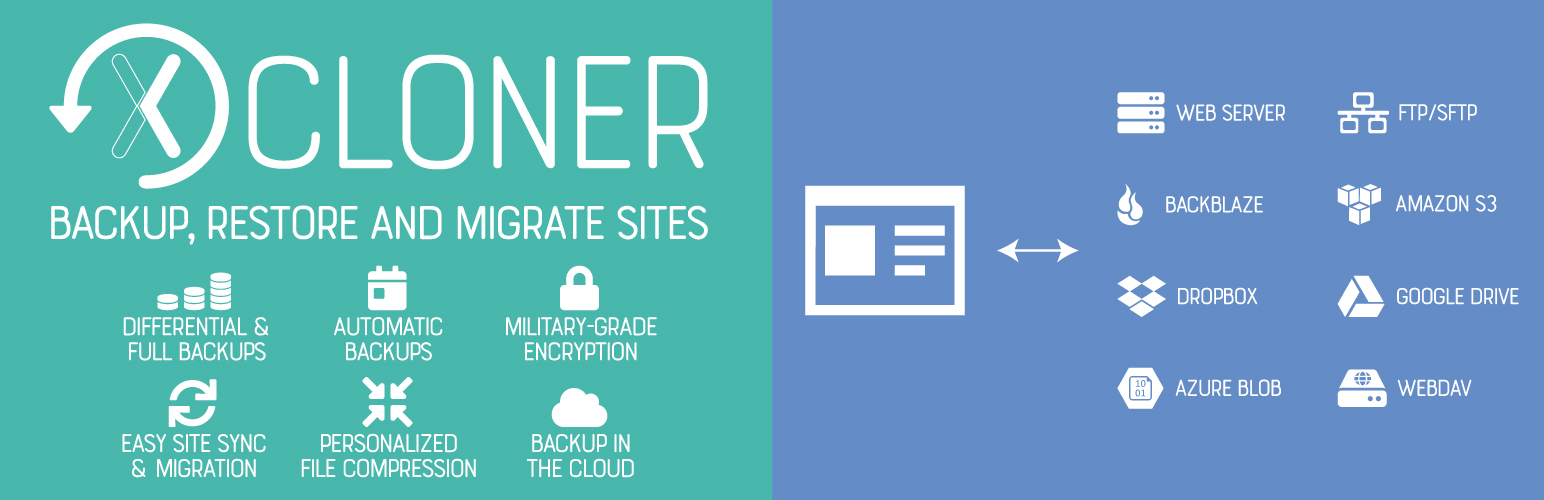 XCLONER
BACKUP, RESTORE AND MIGRATE SITES
DIFFERENTIAL &
FULL BACKUPS
AUTOMATIC
BACKUPS
MILITARY-GRADE
ENCRYPTION
EASY SITE SYNC
& MIGRATION
PERSONALIZED
FILE COMPRESSION
BACKUP IN
THE CLOUD
WEB SERVER
FTP/SFTP
BACKBLAZE
AMAZON S3
DROPBOX
GOOGLE DRIVE
10
01
AZURE BLOB
WEBDAV